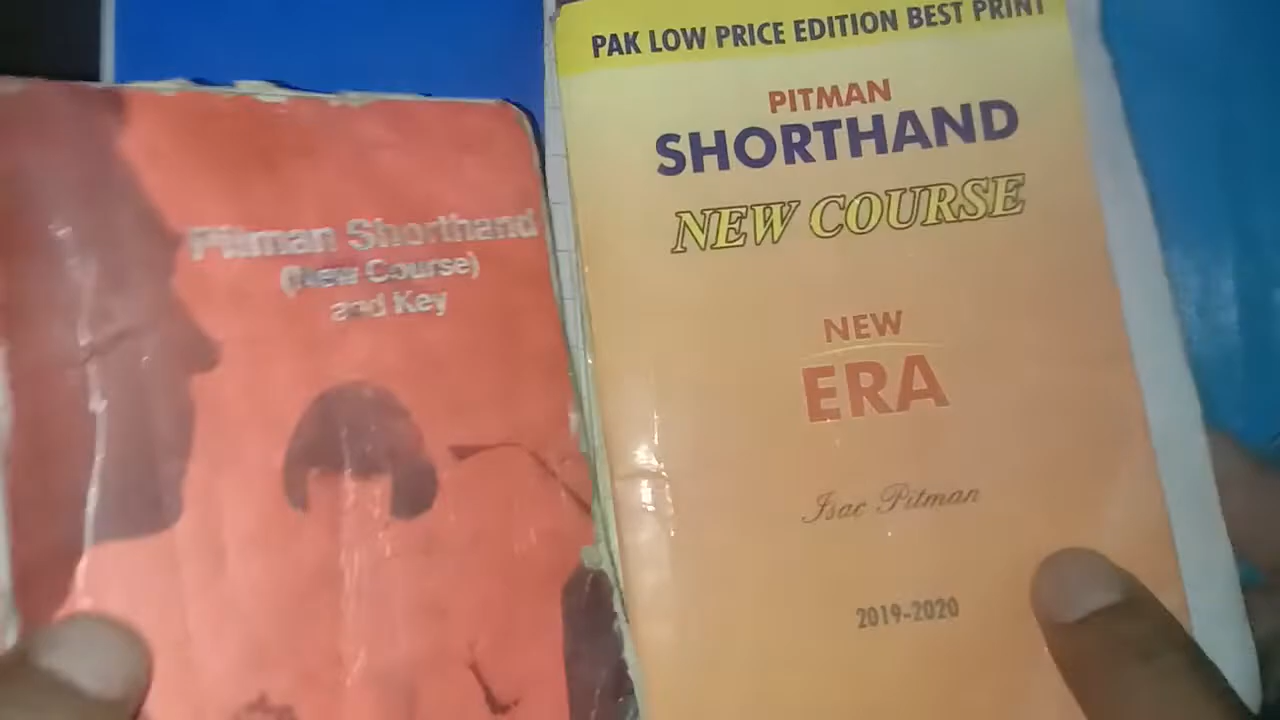 Pitman Shorthand
(New Course)
and Key
PAK LOW PRICE EDITION BEST PRINT
PITMAN
SHORTHAND
NEW COURSE
NEW
ERA
Isac Pitman
2019-2020